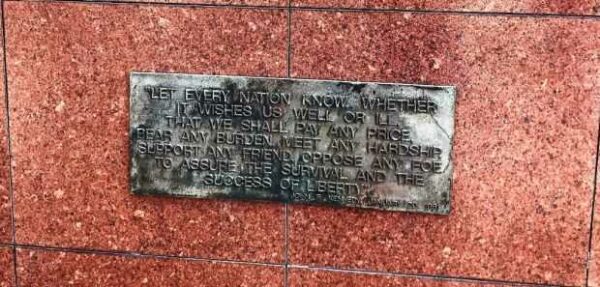 "LET EVERY NATION KNOW, WHETHER
IT WISHES US WELL OR ILL
THAT WE SHALL PAY ANY PRICE
BEAR ANY BURDEN, MEET ANY HARDSHIP
SUPPORT ANY FRIEND, OPPOSE ANY FOE
TO ASSURE THE SURVIVAL AND THE
SUCCESS OF LIBERTY"
KENNEDY